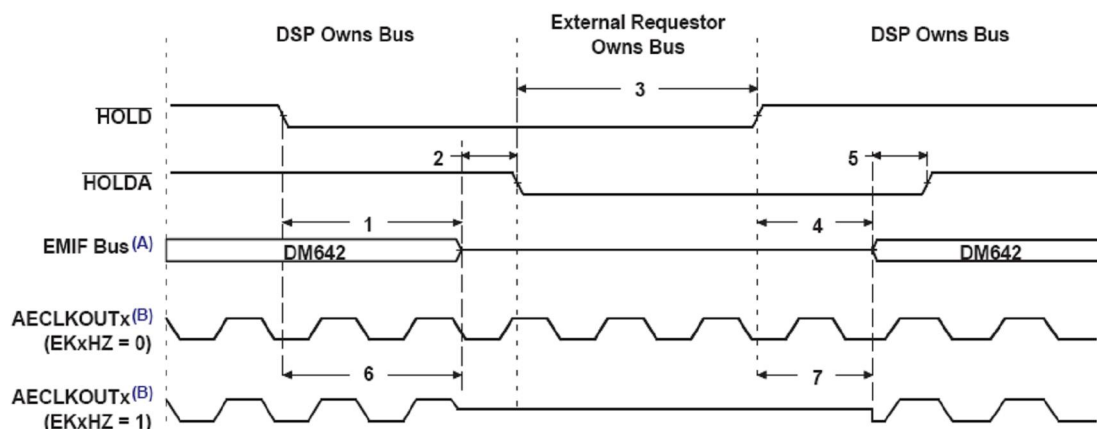 DSP Owns Bus
External Requestor
Owns Bus
DSP Owns Bus
3
HOLD
2
5
HOLDA
1
4
EMIF Bus (A)
DM642
DM642
AECLKOUTx (B)
(EKxHZ = 0)
6
7
AECLKOUTx (B)
(EKxHZ = 1)